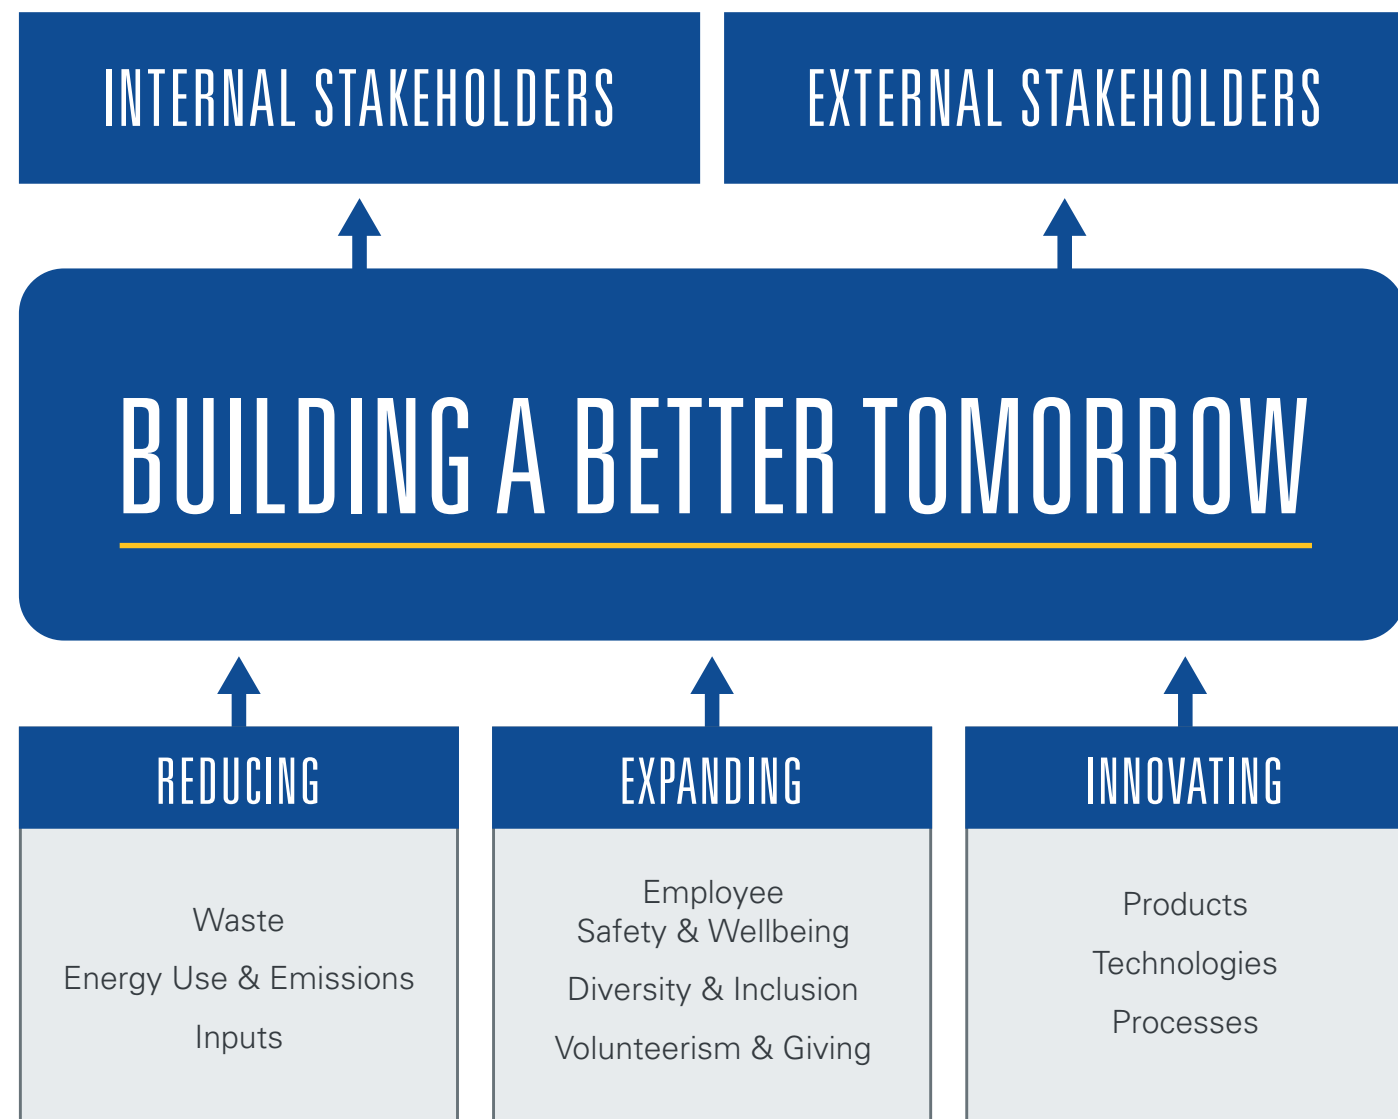 INTERNAL STAKEHOLDERS
EXTERNAL STAKEHOLDERS
BUILDING A BETTER TOMORROW
REDUCING
Waste
Energy Use & Emissions
Inputs
EXPANDING
Employee
Safety & Wellbeing
Diversity & Inclusion
Volunteerism & Giving
INNOVATING
Products
Technologies
Processes